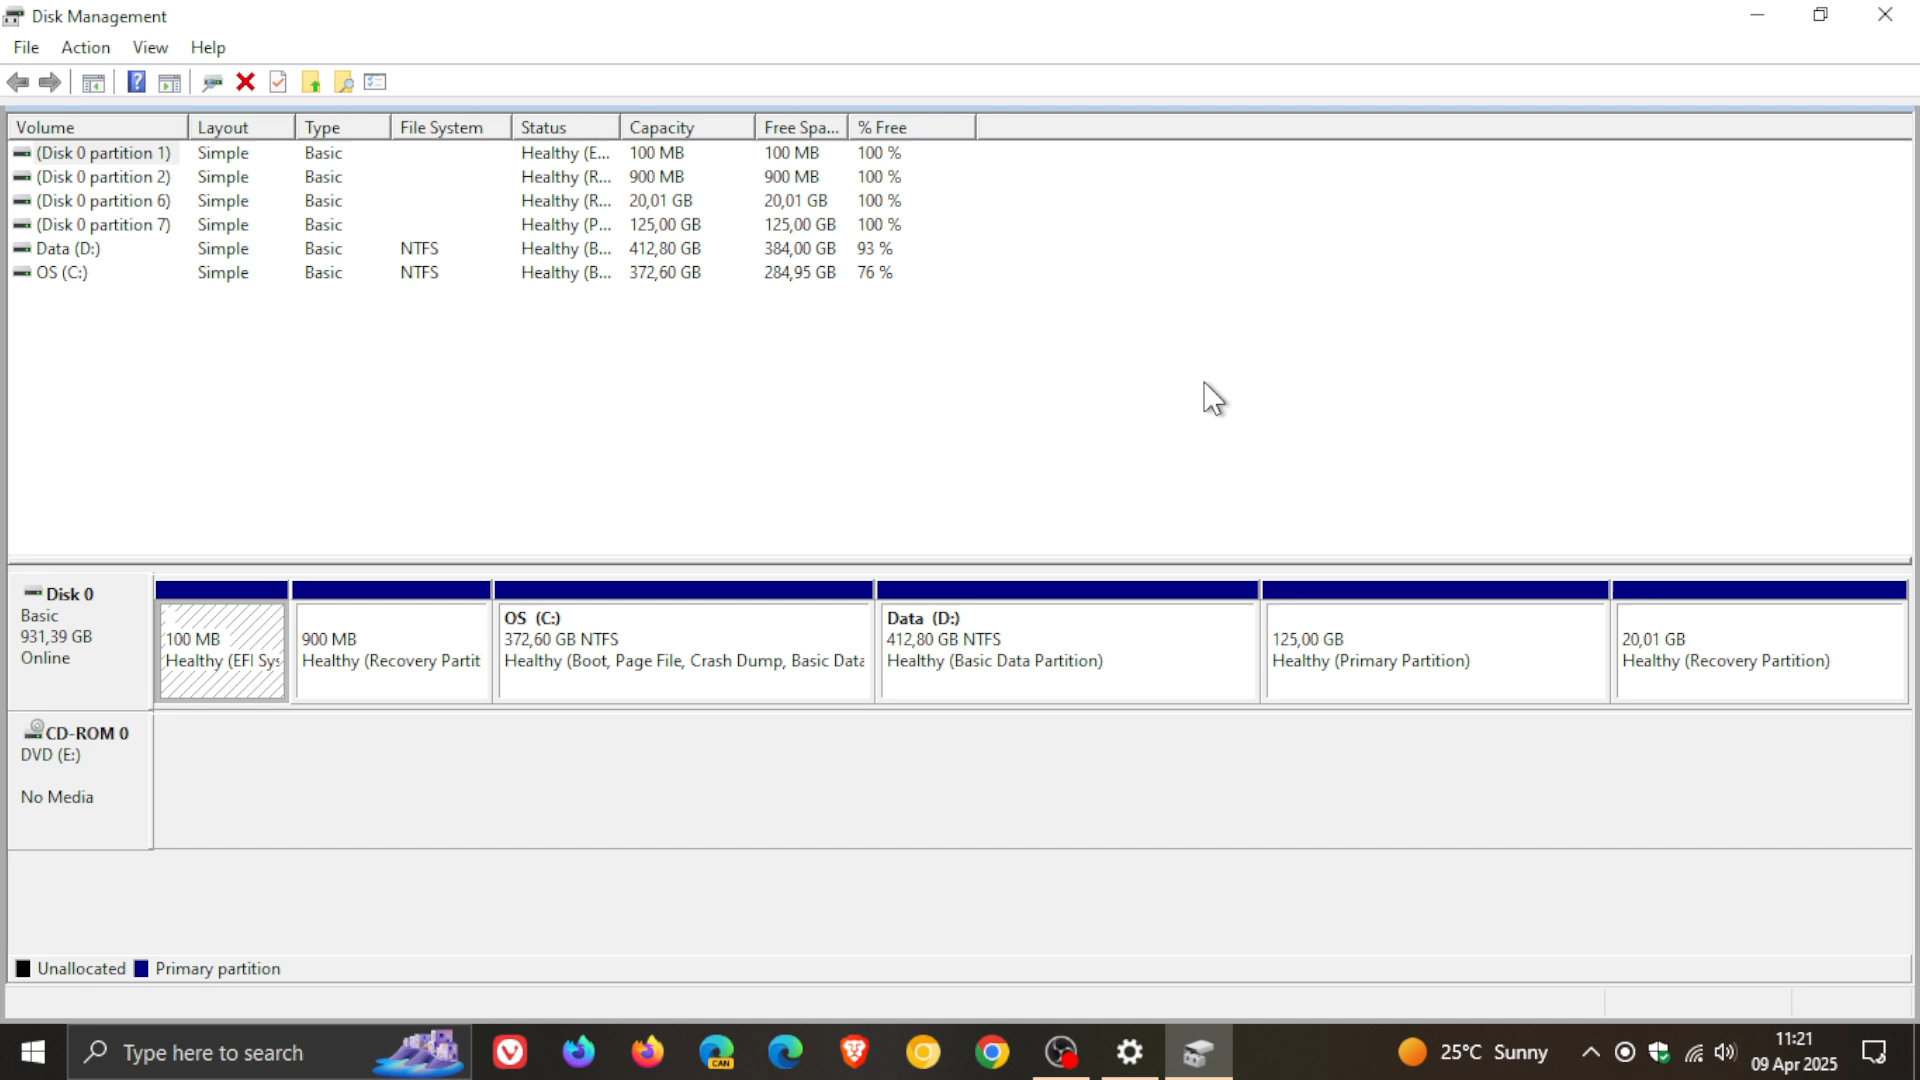 Disk Management
File Action View Help
Volume Layout Type File System Status Capacity Free Spa... % Free
(Disk 0 partition 1) Simple Basic Healthy (E... 100 MB 100 MB 100 %
(Disk 0 partition 2) Simple Basic Healthy (R... 900 MB 900 MB 100 %
(Disk 0 partition 6) Simple Basic Healthy (R... 20,01 GB 20,01 GB 100 %
(Disk 0 partition 7) Simple Basic Healthy (P... 125,00 GB 125,00 GB 100 %
Data (D:) Simple Basic NTFS Healthy (B... 412,80 GB 384,00 GB 93 %
OS (C:) Simple Basic NTFS Healthy (B... 372,60 GB 284,95 GB 76 %
Disk 0
Basic
931,39 GB
Online
100 MB
Healthy (EFI Sys
900 MB
Healthy (Recovery Partit
OS (C:)
372,60 GB NTFS
Healthy (Boot, Page File, Crash Dump, Basic Data
Data (D:)
412,80 GB NTFS
Healthy (Basic Data Partition)
125,00 GB
Healthy (Primary Partition)
20,01 GB
Healthy (Recovery Partition)
CD-ROM 0
DVD (E:)
No Media
Unallocated Primary partition
Type here to search
CAN
25°C Sunny
11:21
09 Apr 2025